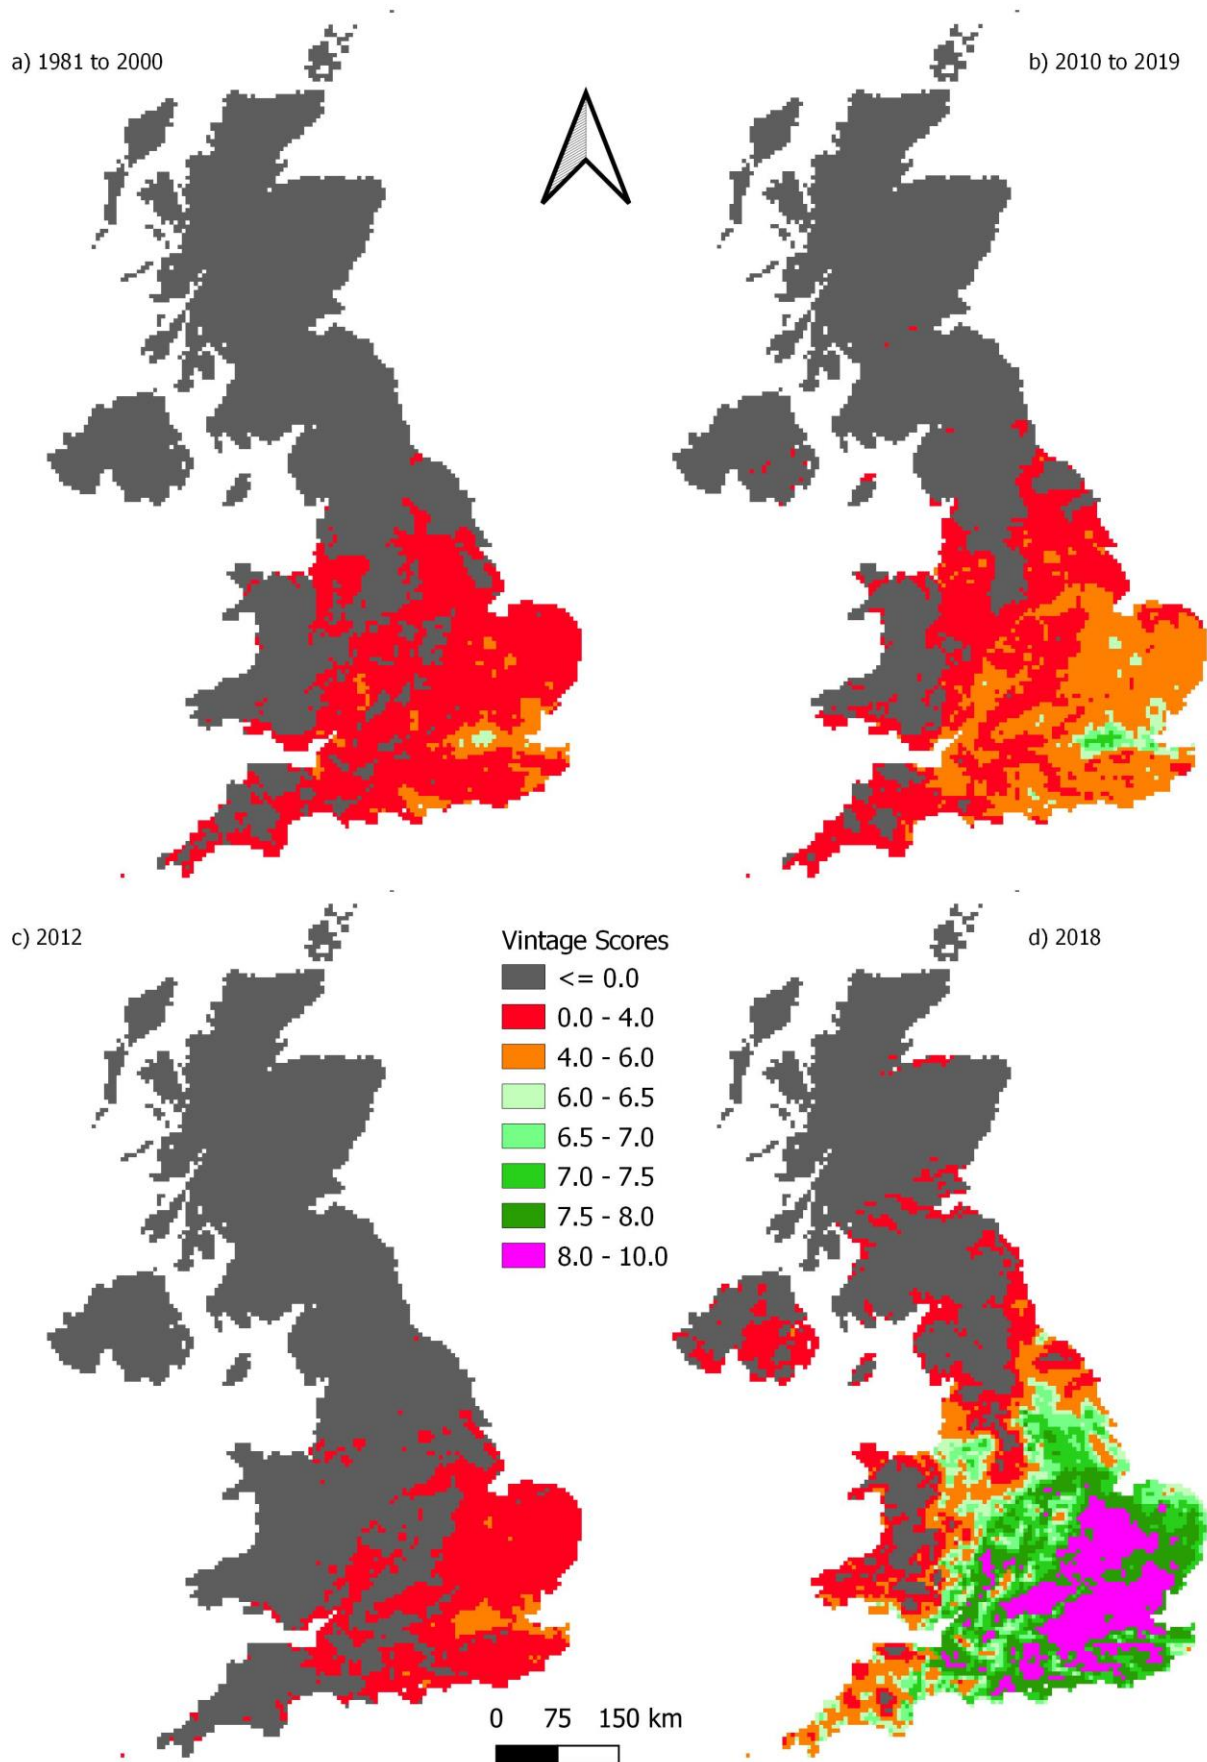 a) 1981 to 2000
b) 2010 to 2019
c) 2012
Vintage Scores
d) 2018
<= 0.0
0.0 - 4.0
4.0 - 6.0
6.0 - 6.5
6.5 - 7.0
7.0 - 7.5
7.5 - 8.0
8.0 - 10.0
0 75 150 km